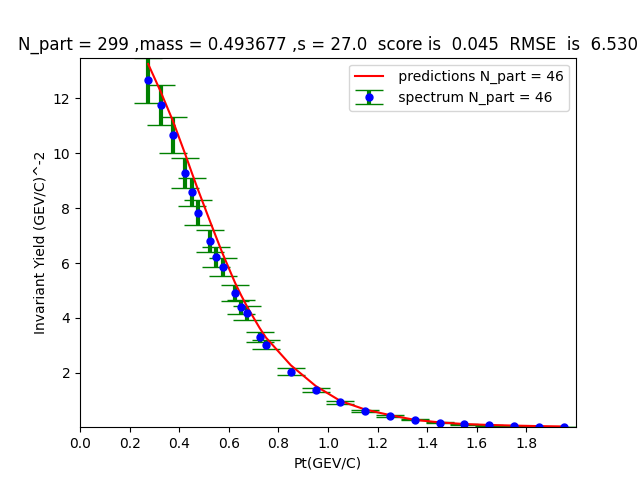 N_part = 299 ,mass = 0.493677 ,s = 27.0  score is  0.045  RMSE  is  6.530
predictions N_part = 46
spectrum N_part = 46
Invariant Yield (GEV/C)^-2
12
10
8
6
4
2
0.0 0.2 0.4 0.6 0.8 1.0 1.2 1.4 1.6 1.8
Pt(GEV/C)